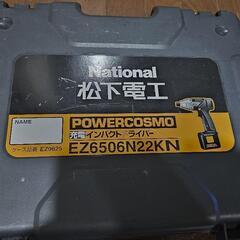 National
松下電工
NAME
POWERCOSMO
充電インパクトドライバー
ケース品番 EZ9625
EZ6506N22KN